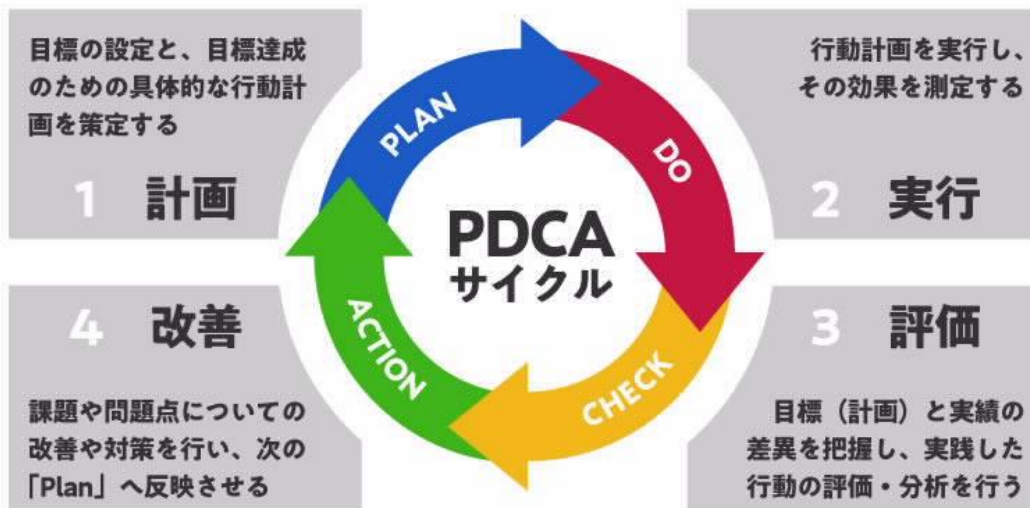 目標の設定と、目標達成
のための具体的な行動計
画を策定する
1 計画
行動計画を実行し、
その効果を測定する
2 実行
PLAN
DO
PDCA
サイクル
CHECK
ACTION
3 評価
目標（計画）と実績の
差異を把握し、実践した
行動の評価・分析を行う
4 改善
課題や問題点についての
改善や対策を行い、次の
「Plan」へ反映させる